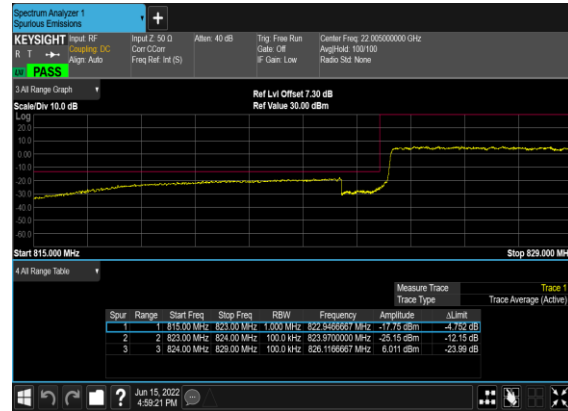 Spectrum Analyzer 1
Spurious Emissions
+
KEYSIGHT Input: RF Input Z: 50 Ω Atten: 40 dB Trig: Free Run Center Freq: 22.005000000 GHz
R T Coupling: DC Corr CCorr Gate: Off Avg|Hold: 100/100
Align: Auto Freq Ref: Int (S) IF Gain: Low Radio Std: None
LXI PASS
3 All Range Graph
Ref Lvl Offset 7.30 dB
Scale/Div 10.0 dB Ref Value 30.00 dBm
Log
20.0
10.0
0.00
-10.0
-20.0
-30.0
-40.0
-50.0
-60.0
Start 815.000 MHz Stop 829.000 MH
4 All Range Table
Measure Trace Trace 1
Trace Type Trace Average (Active)
Spur Range Start Freq Stop Freq RBW Frequency Amplitude ΔLimit
1 1 815.00 MHz 823.00 MHz 1.000 MHz 822.9466667 MHz -17.75 dBm -4.752 dB
2 2 823.00 MHz 824.00 MHz 100.0 kHz 823.9700000 MHz -25.15 dBm -12.15 dB
3 3 824.00 MHz 829.00 MHz 100.0 kHz 826.1166667 MHz 6.011 dBm -23.99 dB
? Jun 15, 2022
4:59:21 PM